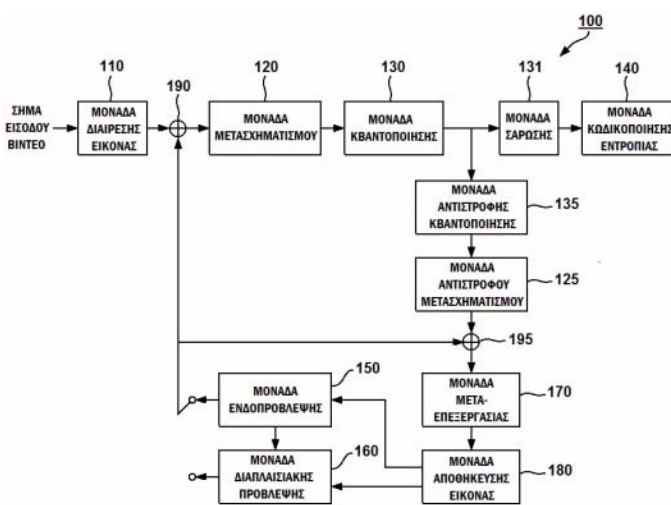 100
110
190
120
130
131
140
ΣΗΜΑ
ΕΙΣΟΔΟΥ
ΒΙΝΤΕΟ
ΜΟΝΑΔΑ
ΔΙΑΙΡΕΣΗΣ
ΕΙΚΟΝΑΣ
ΜΟΝΑΔΑ
ΜΕΤΑΣΧΗΜΑΤΙΣΜΟΥ
ΜΟΝΑΔΑ
ΚΒΑΝΤΟΠΟΙΗΣΗΣ
ΜΟΝΑΔΑ
ΣΑΡΩΣΗΣ
ΜΟΝΑΔΑ
ΚΩΔΙΚΟΠΟΙΗΣΗΣ
ΕΝΤΡΟΠΙΑΣ
ΜΟΝΑΔΑ
ΑΝΤΙΣΤΡΟΦΗΣ
ΚΒΑΝΤΟΠΟΙΗΣΗΣ
135
ΜΟΝΑΔΑ
ΑΝΤΙΣΤΡΟΦΟΥ
ΜΕΤΑΣΧΗΜΑΤΙΣΜΟΥ
125
195
150
ΜΟΝΑΔΑ
ΕΝΔΟΠΡΟΒΛΕΨΗΣ
ΜΟΝΑΔΑ
ΜΕΤΑ-
ΕΠΕΞΕΡΓΑΣΙΑΣ
170
160
ΜΟΝΑΔΑ
ΔΙΑΠΛΑΙΣΙΑΚΗΣ
ΠΡΟΒΛΕΨΗΣ
ΜΟΝΑΔΑ
ΑΠΟΘΗΚΕΥΣΗΣ
ΕΙΚΟΝΑΣ
180